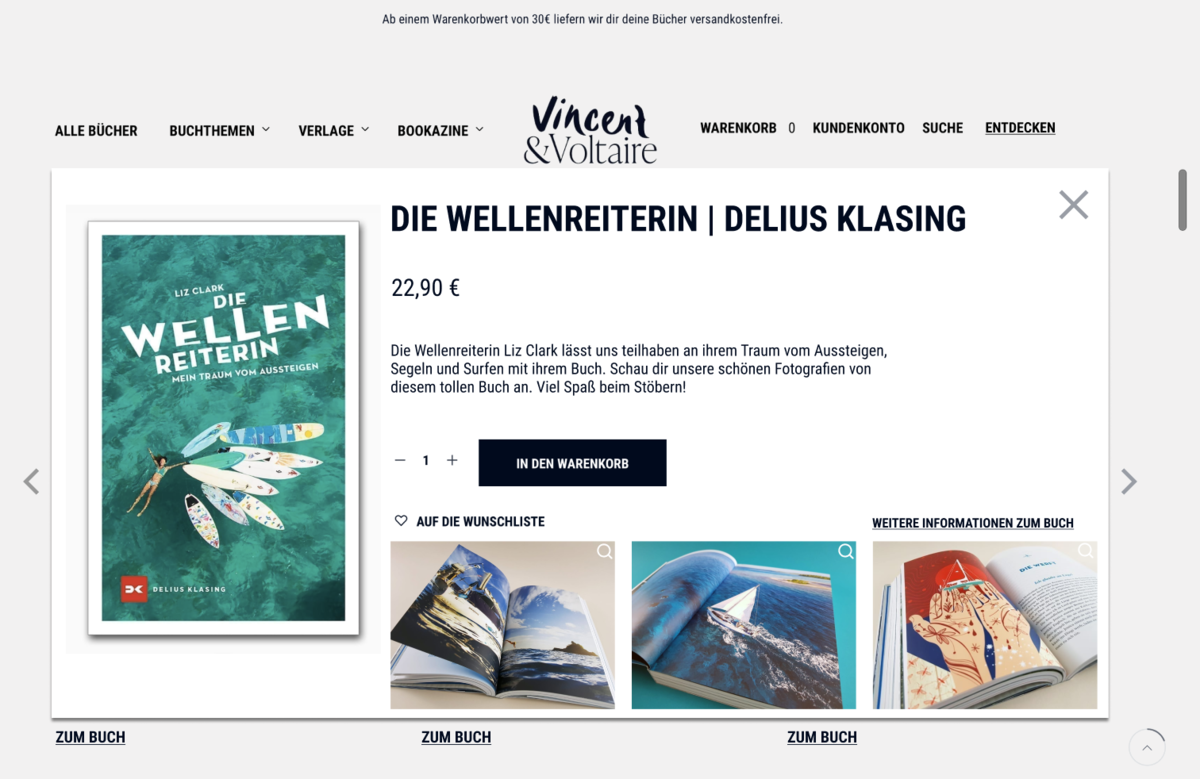 Ab einem Warenkorbwert von 30€ liefern wir dir deine Bücher versandkostenfrei.
ALLE BÜCHER
BUCHTHEMEN
VERLAGE
BOOKAZINE
Vincent
&Voltaire
WARENKORB 0
KUNDENKONTO
SUCHE
ENTDECKEN
LIZ CLARK
DIE
WELLEN
REITERIN
MEIN TRAUM VOM AUSSTEIGEN
DELIUS KLASING
DIE WELLENREITERIN | DELIUS KLASING
22,90 €
Die Wellenreiterin Liz Clark lässt uns teilhaben an ihrem Traum vom Aussteigen,
Segeln und Surfen mit ihrem Buch. Schau dir unsere schönen Fotografien von
diesem tollen Buch an. Viel Spaß beim Stöbern!
− 1 +
IN DEN WARENKORB
AUF DIE WUNSCHLISTE
WEITERE INFORMATIONEN ZUM BUCH
ZUM BUCH
ZUM BUCH
ZUM BUCH